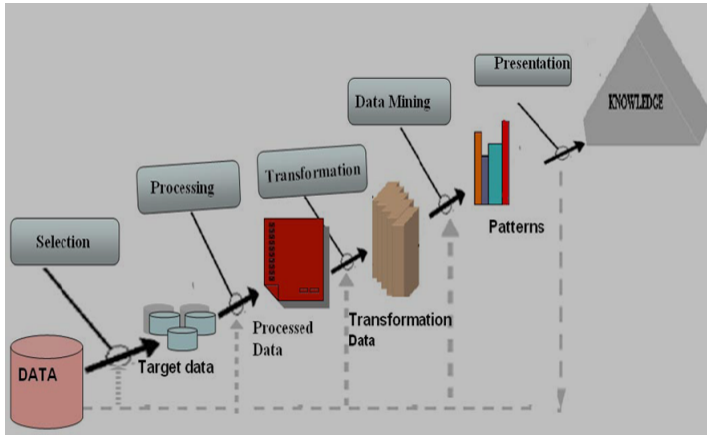 Presentation
KNOWLEDGE
Data Mining
Transformation
Processing
Selection
Patterns
Transformation
Data
Processed
Data
Target data
DATA